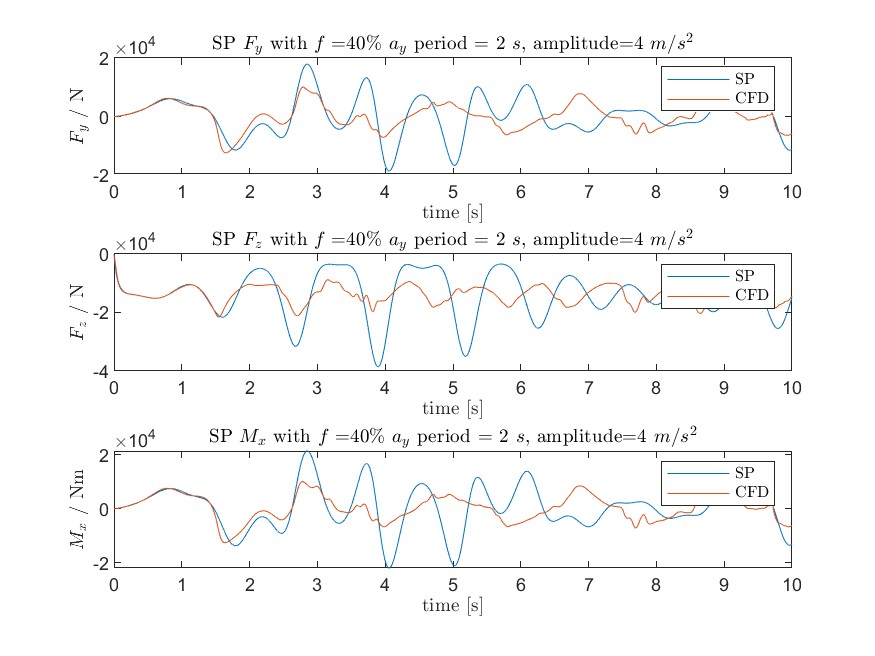 SP F_y with f =40% a_y period = 2 s, amplitude=4 m/s²
×10⁴
2
0
-2
F_y / N
SP
CFD
0 1 2 3 4 5 6 7 8 9 10
time [s]
SP F_z with f =40% a_y period = 2 s, amplitude=4 m/s²
×10⁴
0
-2
-4
F_z / N
SP
CFD
0 1 2 3 4 5 6 7 8 9 10
time [s]
SP M_x with f =40% a_y period = 2 s, amplitude=4 m/s²
×10⁴
2
0
-2
M_x / Nm
SP
CFD
0 1 2 3 4 5 6 7 8 9 10
time [s]